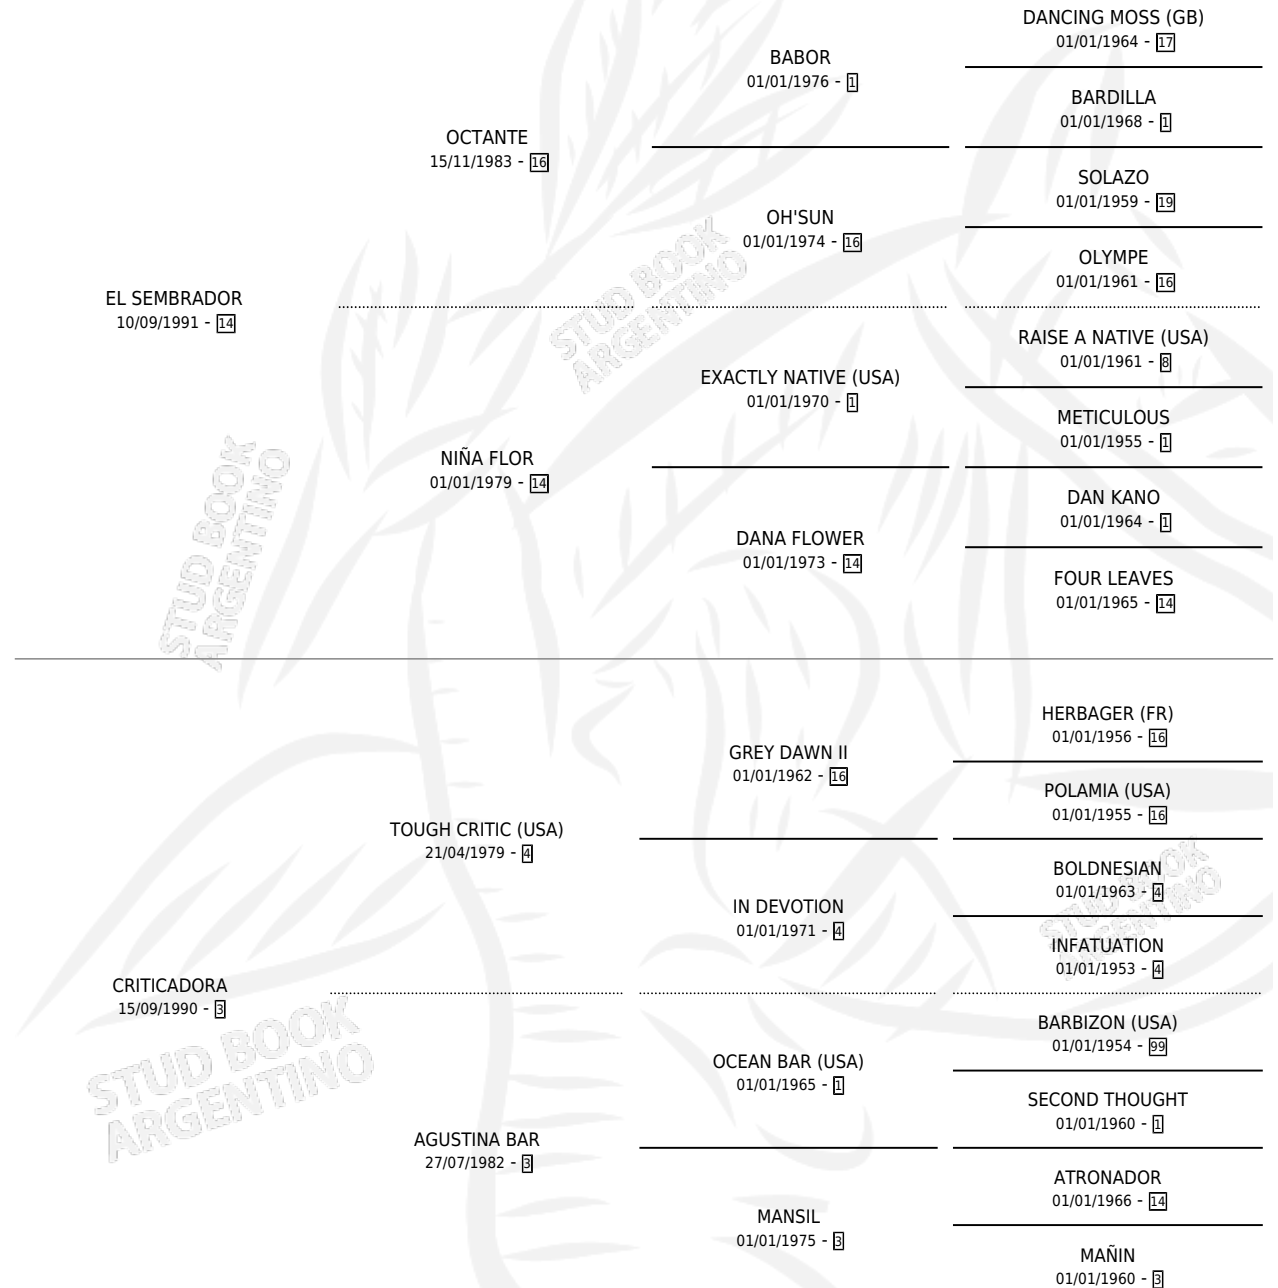 DANCING MOSS (GB)
01/01/1964 - 17
BABOR
01/01/1976 - 1
BARDILLA
01/01/1968 - 1
OCTANTE
15/11/1983 - 16
SOLAZO
01/01/1959 - 19
OH'SUN
01/01/1974 - 16
OLYMPE
01/01/1961 - 16
EL SEMBRADOR
10/09/1991 - 14
RAISE A NATIVE (USA)
01/01/1961 - 8
EXACTLY NATIVE (USA)
01/01/1970 - 1
METICULOUS
01/01/1955 - 1
NIÑA FLOR
01/01/1979 - 14
DAN KANO
01/01/1964 - 1
DANA FLOWER
01/01/1973 - 14
FOUR LEAVES
01/01/1965 - 14
HERBAGER (FR)
01/01/1956 - 16
GREY DAWN II
01/01/1962 - 16
POLAMIA (USA)
01/01/1955 - 16
TOUGH CRITIC (USA)
21/04/1979 - 4
BOLDNESIAN
01/01/1963 - 4
IN DEVOTION
01/01/1971 - 4
INFATUATION
01/01/1953 - 4
CRITICADORA
15/09/1990 - 3
BARBIZON (USA)
01/01/1954 - 99
OCEAN BAR (USA)
01/01/1965 - 1
SECOND THOUGHT
01/01/1960 - 1
AGUSTINA BAR
27/07/1982 - 3
ATRONADOR
01/01/1966 - 14
MANSIL
01/01/1975 - 3
MAÑIN
01/01/1960 - 3
STUD BOOK
ARGENTINO
STUD BOOK
ARGENTINO
STUD BOOK
ARGENTINO
STUD BOOK
ARGENTINO